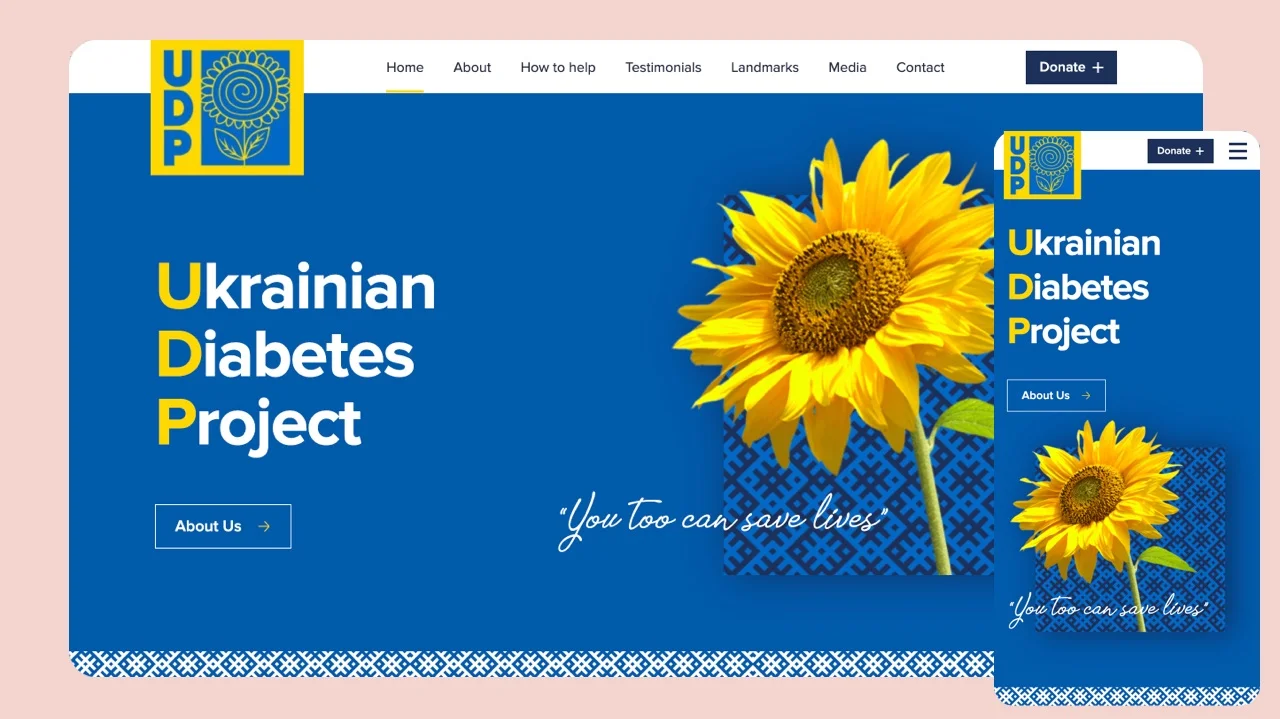 UDP
Home About How to help Testimonials Landmarks Media Contact Donate +
Ukrainian
Diabetes
Project
About Us →
“You too can save lives”
UDP
Donate +
Ukrainian
Diabetes
Project
About Us →
“You too can save lives”